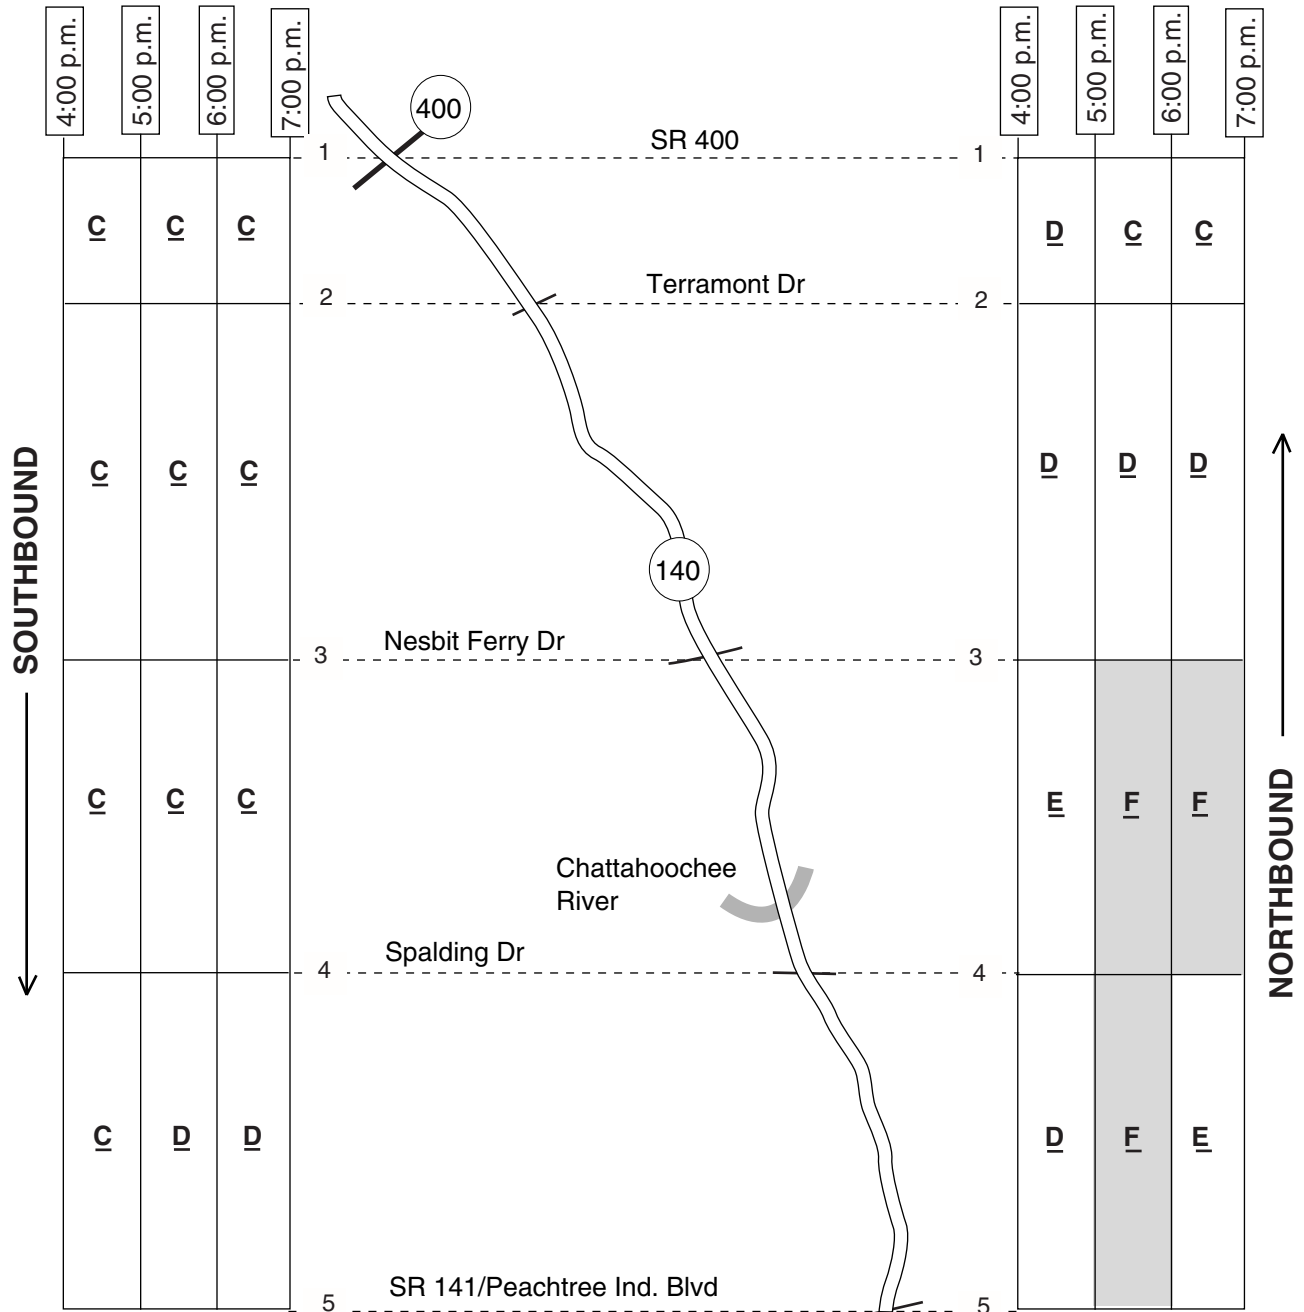 4:00 p.m.
5:00 p.m.
6:00 p.m.
7:00 p.m.
4:00 p.m.
5:00 p.m.
6:00 p.m.
7:00 p.m.
400
1 SR 400 1
C C C
D C C
2 Terramont Dr 2
SOUTHBOUND
C C C
D D D
140
3 Nesbit Ferry Dr 3
C C C
E F F
NORTHBOUND
Chattahoochee
River
4 Spalding Dr 4
C D D
D F E
5 SR 141/Peachtree Ind. Blvd 5